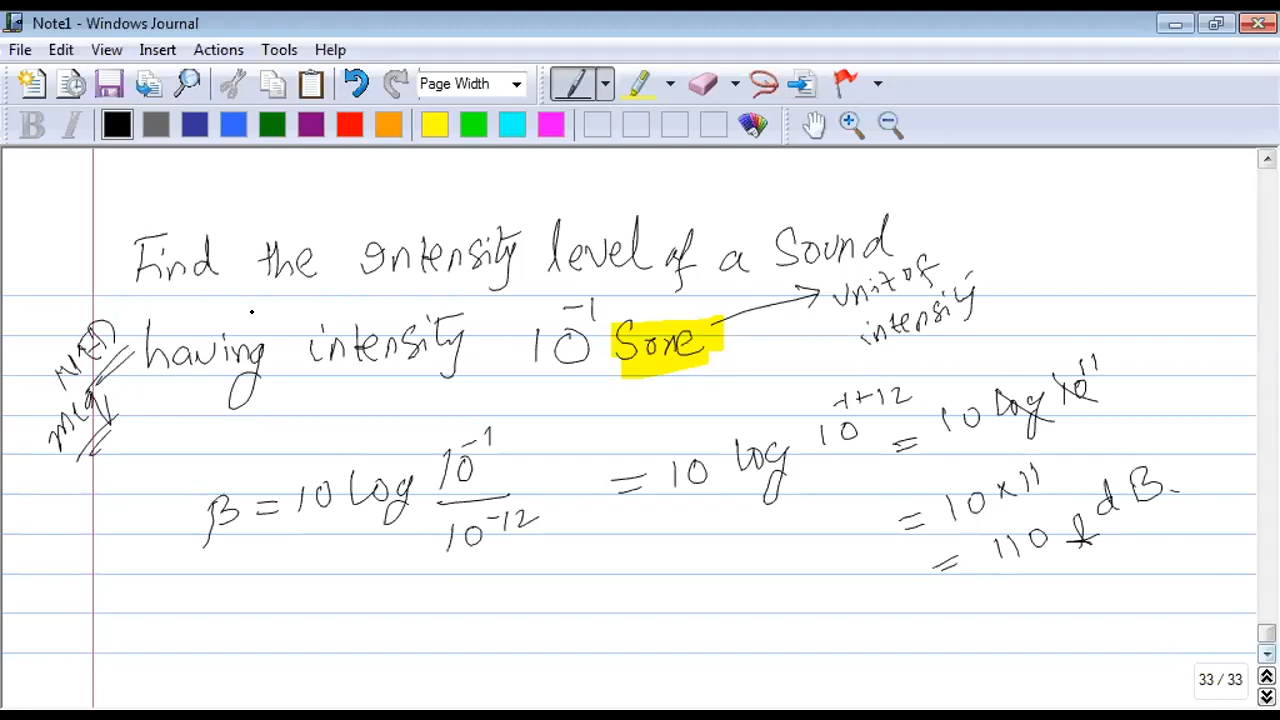 Note1 - Windows Journal
File Edit View Insert Actions Tools Help
Page Width
B I
Find the Intensity level of a Sound
having intensity 10⁻¹ Sone
unit of
intensity
β = 10 log 10⁻¹ / 10⁻¹² = 10 log 10⁻¹⁺¹² = 10 log 10¹¹
= 10 × 11
= 110 dB.
33 / 33